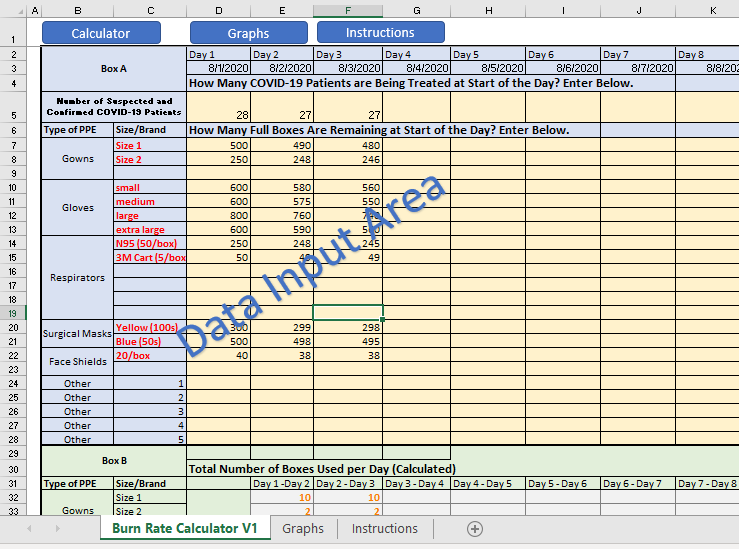 A B C D E F G H I J K
1 Calculator Graphs Instructions
2 Day 1 Day 2 Day 3 Day 4 Day 5 Day 6 Day 7 Day 8
3 Box A 8/1/2020 8/2/2020 8/3/2020 8/4/2020 8/5/2020 8/6/2020 8/7/2020 8/8/202
4 How Many COVID-19 Patients are Being Treated at Start of the Day? Enter Below.
Number of Suspected and
5 Confirmed COVID-19 Patients 28 27 27
6 Type of PPE Size/Brand How Many Full Boxes Are Remaining at Start of the Day? Enter Below.
7 Size 1 500 490 480
8 Gowns Size 2 250 248 246
9
10 small 600 580 560
11 Gloves medium 600 575 550
12 large 800 760
13 extra large 600 590
14 N95 (50/box) 250 248 245
15 3M Cart (5/box 50 49
16
Respirators
17
18
19
20 Yellow (100s) 300 299 298
Surgical Masks
21 Blue (50s) 500 498 495
22 Face Shields 20/box 40 38 38
23
24 Other 1
25 Other 2
26 Other 3
27 Other 4
28 Other 5
Data Input Area
29
Box B
30 Total Number of Boxes Used per Day (Calculated)
31 Type of PPE Size/Brand Day 1 -Day 2 Day 2 - Day 3 Day 3 - Day 4 Day 4 - Day 5 Day 5 - Day 6 Day 6 - Day 7 Day 7 - Day 8
32 Size 1 10 10
33 Gowns Size 2 2 2
Burn Rate Calculator V1 Graphs Instructions